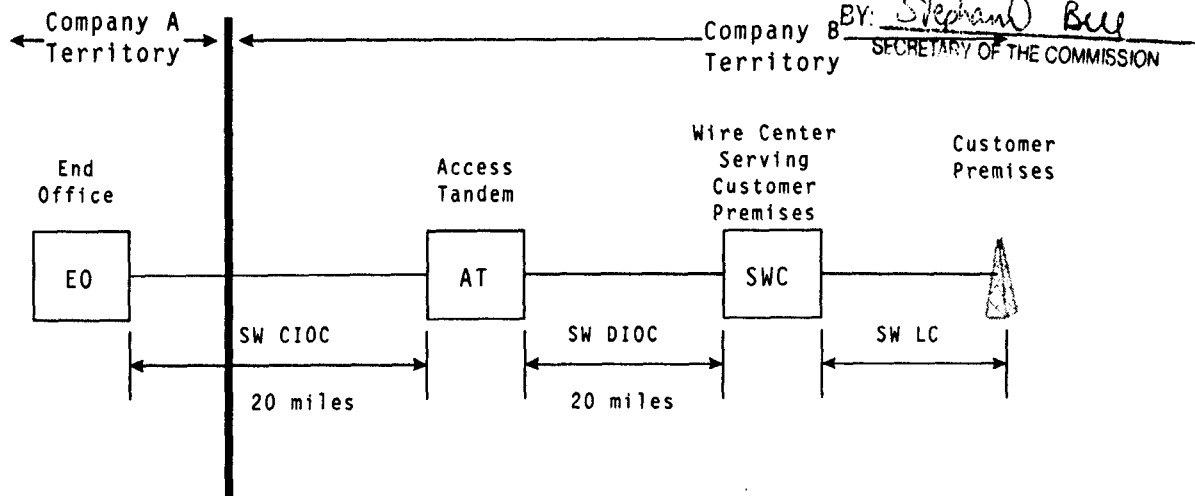 BY: Stephand Bell
SECRETARY OF THE COMMISSION
Company A
Territory
Company B
Territory
End
Office
Access
Tandem
Wire Center
Serving
Customer
Premises
Customer
Premises
EO
AT
SWC
SW CIOC
SW DIOC
SW LC
20 miles
20 miles